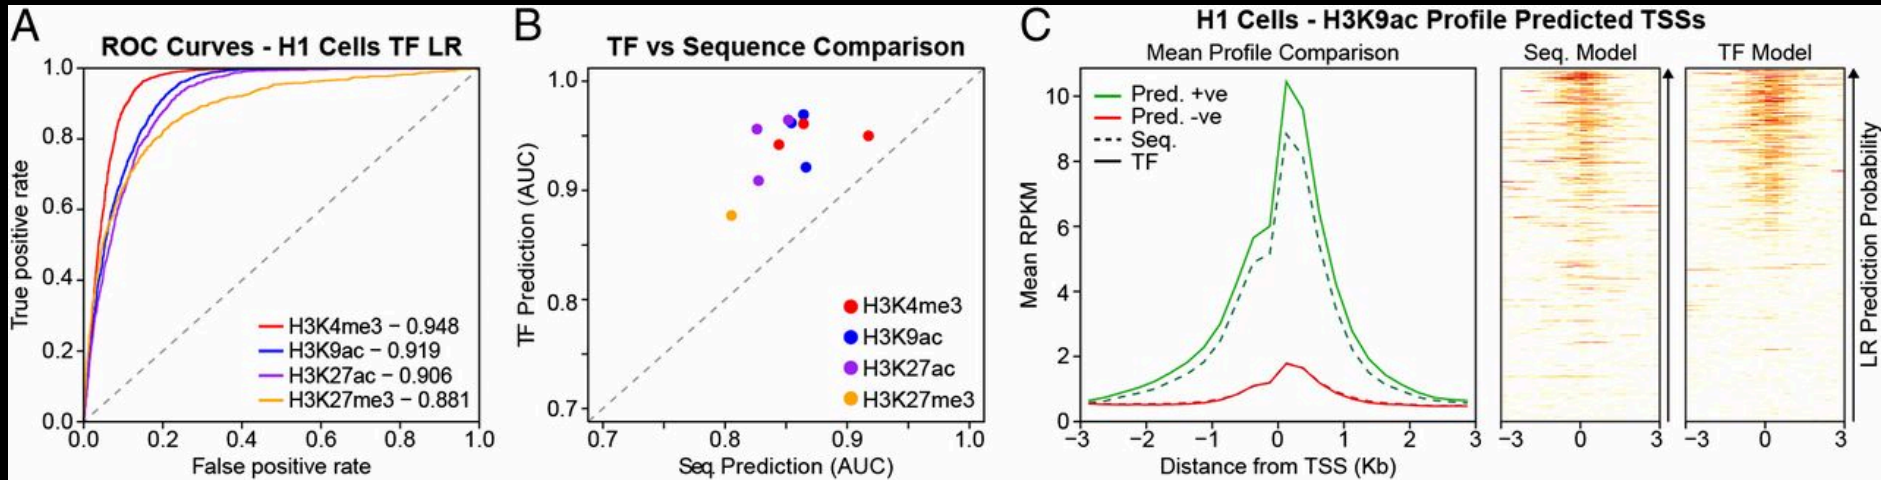 A
ROC Curves - H1 Cells TF LR
1.0
0.8
0.6
0.4
0.2
0.0
True positive rate
H3K4me3 − 0.948
H3K9ac − 0.919
H3K27ac − 0.906
H3K27me3 − 0.881
0.0 0.2 0.4 0.6 0.8 1.0
False positive rate
B
TF vs Sequence Comparison
1.0
0.9
0.8
0.7
TF Prediction (AUC)
H3K4me3
H3K9ac
H3K27ac
H3K27me3
0.7 0.8 0.9 1.0
Seq. Prediction (AUC)
C
H1 Cells - H3K9ac Profile Predicted TSSs
Mean Profile Comparison
Pred. +ve
Pred. -ve
Seq.
TF
10
8
6
4
2
0
Mean RPKM
−3 −2 −1 0 1 2 3
Distance from TSS (Kb)
Seq. Model
−3 0 3
TF Model
−3 0 3
LR Prediction Probability